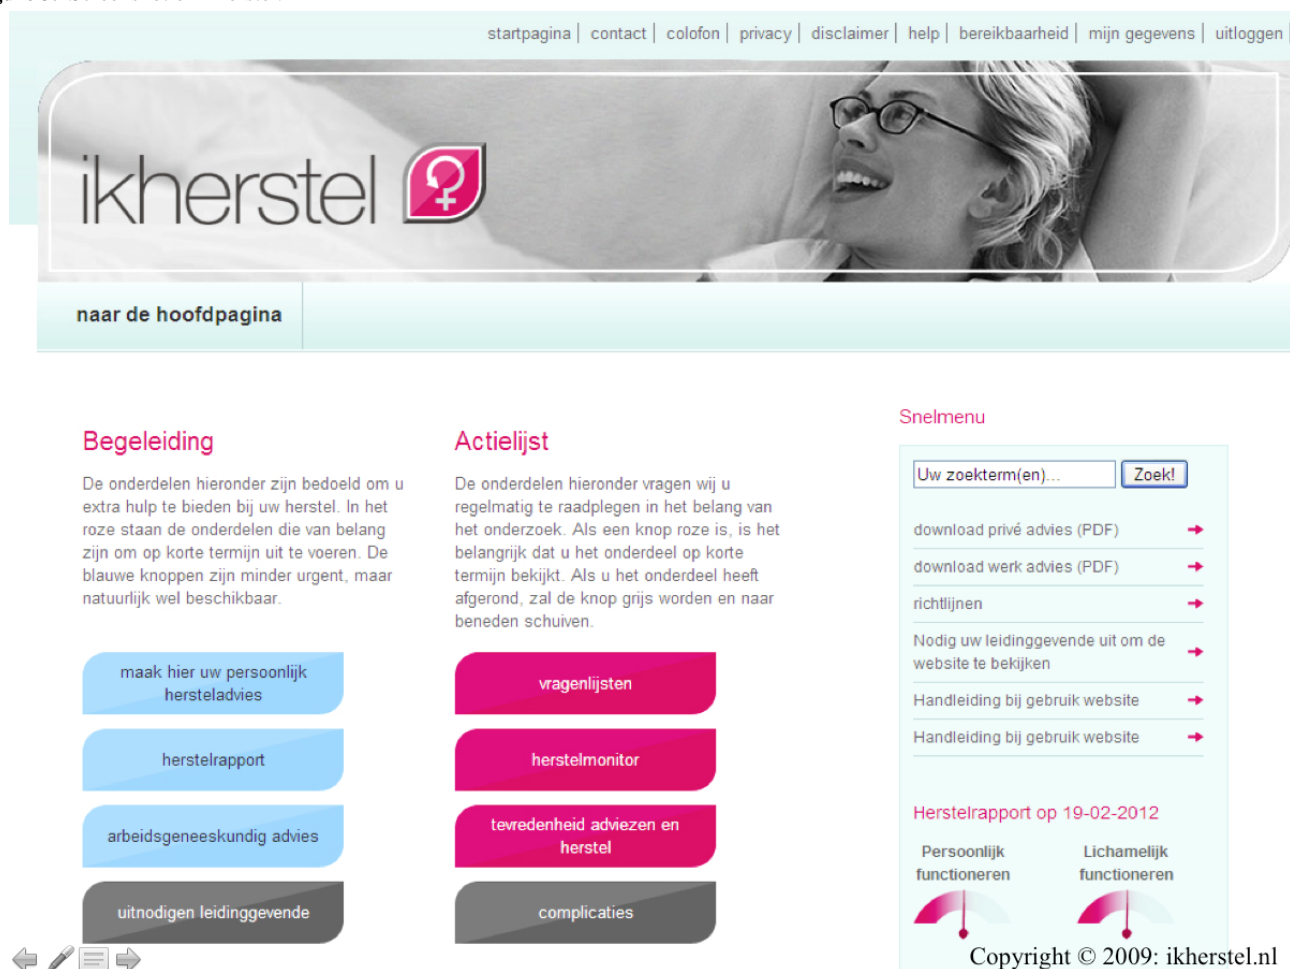 startpagina | contact | colofon | privacy | disclaimer | help | bereikbaarheid | mijn gegevens | uitloggen |
ikherstel
naar de hoofdpagina
Begeleiding
De onderdelen hieronder zijn bedoeld om u
extra hulp te bieden bij uw herstel. In het
roze staan de onderdelen die van belang
zijn om op korte termijn uit te voeren. De
blauwe knoppen zijn minder urgent, maar
natuurlijk wel beschikbaar.
maak hier uw persoonlijk
hersteladvies
herstelrapport
arbeidsgeneeskundig advies
uitnodigen leidinggevende
Actielijst
De onderdelen hieronder vragen wij u
regelmatig te raadplegen in het belang van
het onderzoek. Als een knop roze is, is het
belangrijk dat u het onderdeel op korte
termijn bekijkt. Als u het onderdeel heeft
afgerond, zal de knop grijs worden en naar
beneden schuiven.
vragenlijsten
herstelmonitor
tevredenheid adviezen en
herstel
complicaties
Snelmenu
Uw zoekterm(en)... Zoek!
download privé advies (PDF)
download werk advies (PDF)
richtlijnen
Nodig uw leidinggevende uit om de
website te bekijken
Handleiding bij gebruik website
Handleiding bij gebruik website
Herstelrapport op 19-02-2012
Persoonlijk
functioneren
Lichamelijk
functioneren
Copyright © 2009: ikherstel.nl